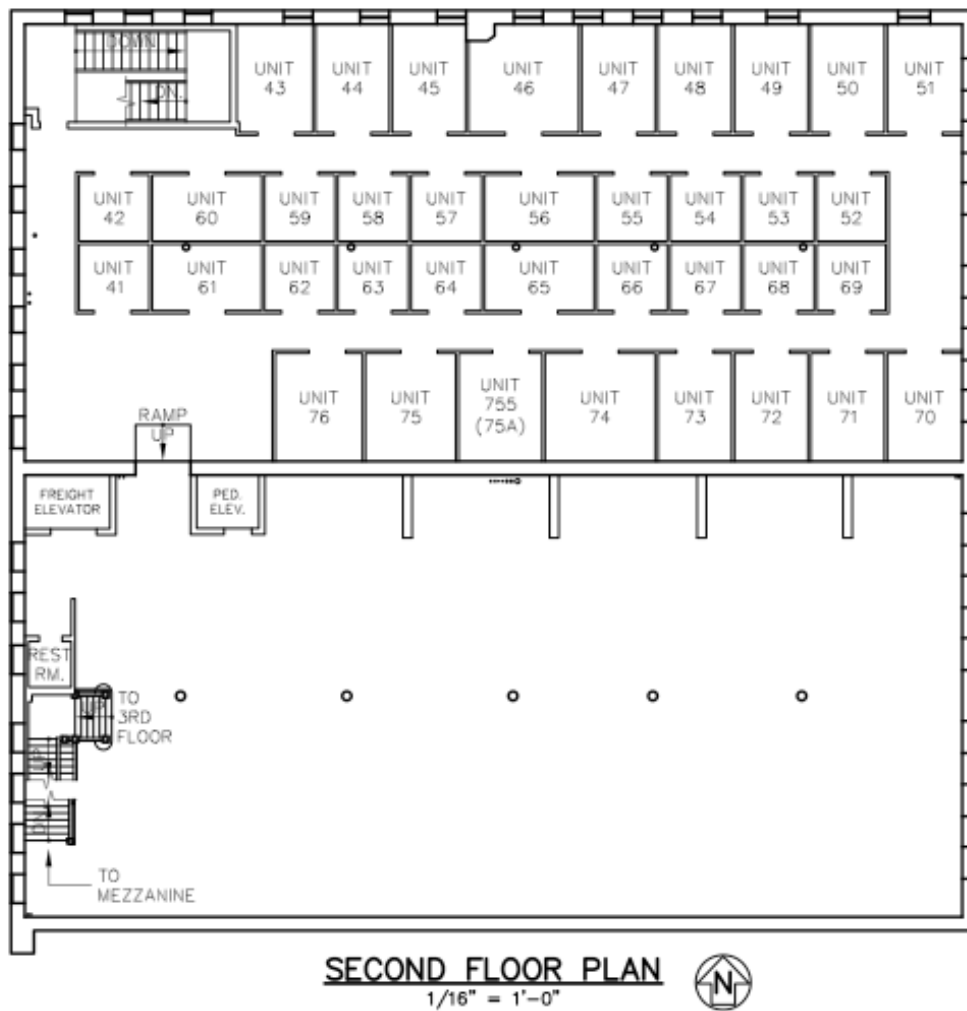 DOWN
DN.
UNIT
43
UNIT
44
UNIT
45
UNIT
46
UNIT
47
UNIT
48
UNIT
49
UNIT
50
UNIT
51
UNIT
42
UNIT
60
UNIT
59
UNIT
58
UNIT
57
UNIT
56
UNIT
55
UNIT
54
UNIT
53
UNIT
52
UNIT
41
UNIT
61
UNIT
62
UNIT
63
UNIT
64
UNIT
65
UNIT
66
UNIT
67
UNIT
68
UNIT
69
UNIT
76
UNIT
75
UNIT
755
(75A)
UNIT
74
UNIT
73
UNIT
72
UNIT
71
UNIT
70
RAMP
UP
FREIGHT
ELEVATOR
PED.
ELEV.
REST
RM.
UP
TO
3RD
FLOOR
UP
DN
TO
MEZZANINE
SECOND FLOOR PLAN
1/16" = 1'-0"
N